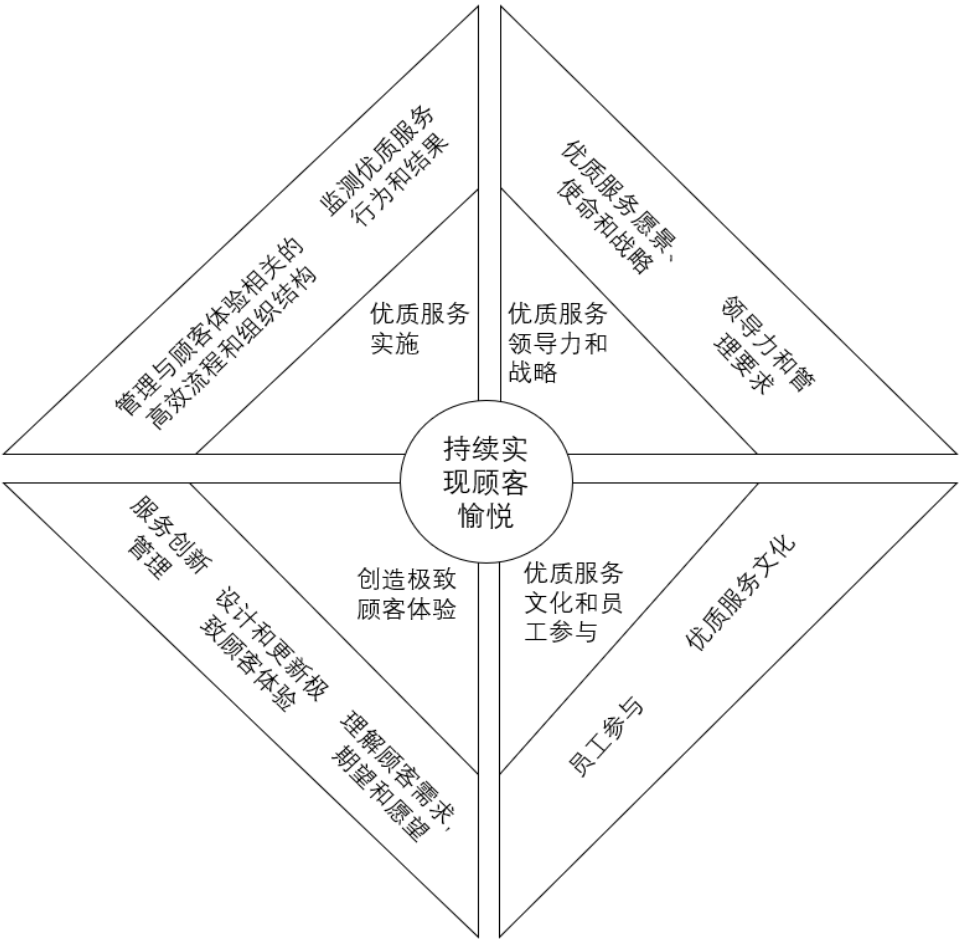 监测优质服务
行为和结果
管理与顾客体验相关的
高效流程和组织结构
优质服务
实施
优质服务愿景、
使命和战略
领导力和管
理要求
优质服务
领导力和
战略
持续实
现顾客
愉悦
服务创新
管理
设计和更新极
致顾客体验
理解顾客需求,
期望和愿望
创造极致
顾客体验
优质服务
文化和员
工参与
优质服务文化
员工参与